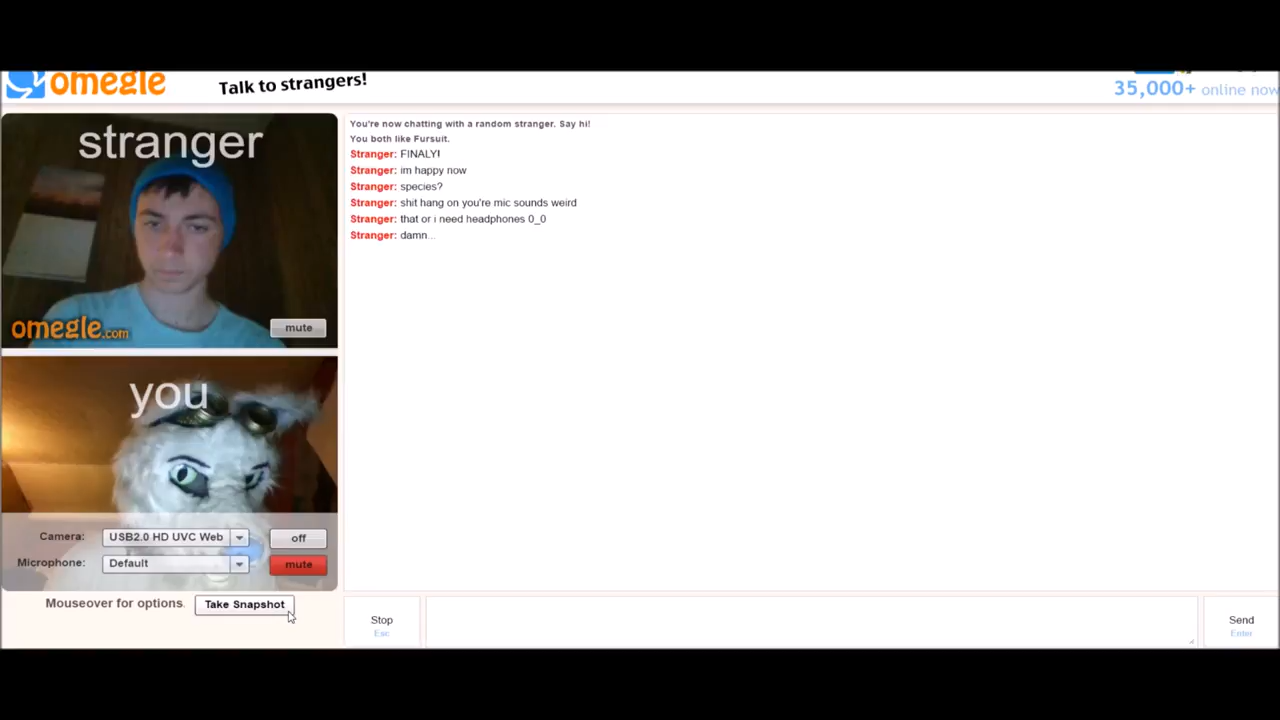 omegle
Talk to strangers!
35,000+ online now
stranger
omegle.com
mute
you
Camera:
USB2.0 HD UVC Web
off
Microphone:
Default
mute
Mouseover for options.
Take Snapshot
You're now chatting with a random stranger. Say hi!
You both like Fursuit.
Stranger: FINALY!
Stranger: im happy now
Stranger: species?
Stranger: shit hang on you're mic sounds weird
Stranger: that or i need headphones 0_0
Stranger: damn...
Stop
Esc
Send
Enter